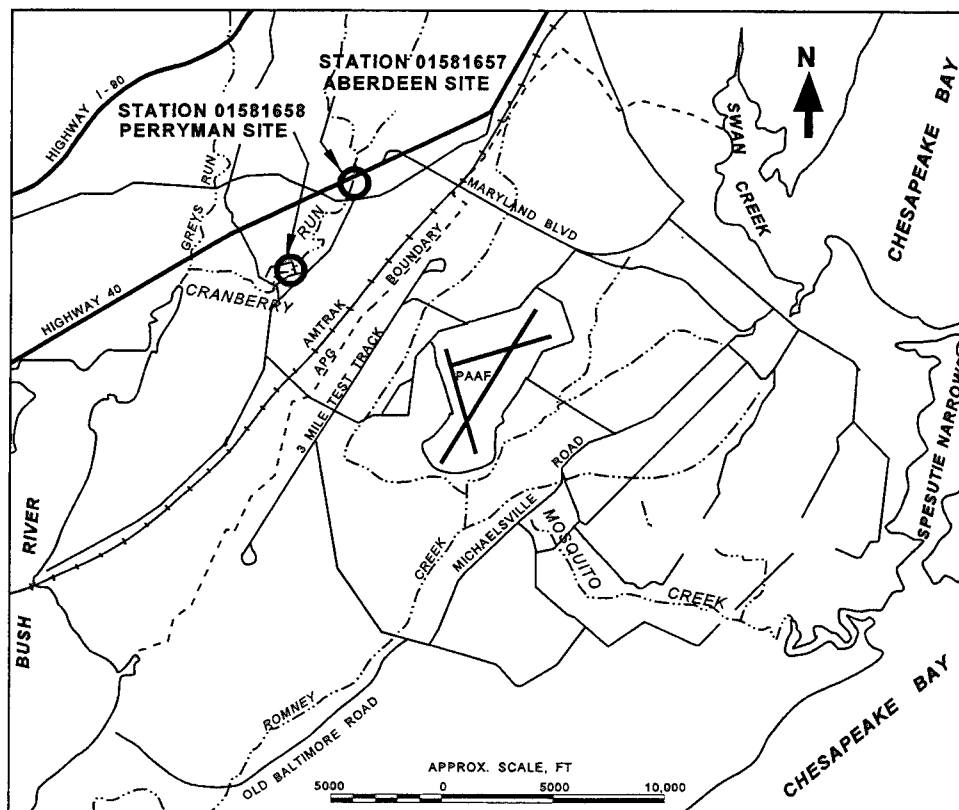 HIGHWAY I-90
STATION 01581657
ABERDEEN SITE
STATION 01581658
PERRYMAN SITE
N
SWAN
CREEK
CHESAPEAKE BAY
GREYS RUN
RUN
CRANBERRY
HIGHWAY 40
MARYLAND BLVD
AMTRAK
APG BOUNDARY
3 MILE TEST TRACK
PAAF
SPESUTIE NARROWS
MICHAELSVILLE ROAD
MOSQUITO
CREEK
CREEK
ROMNEY
BUSH RIVER
OLD BALTIMORE ROAD
CHESAPEAKE BAY
APPROX. SCALE, FT
5000 0 5000 10,000